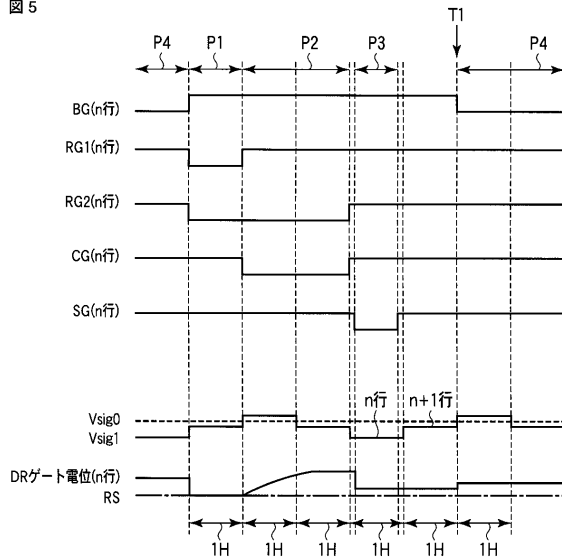 図 5
T1
P4 P1 P2 P3 P4
BG(n行)
RG1(n行)
RG2(n行)
CG(n行)
SG(n行)
n行 n+1行
Vsig0
Vsig1
DRゲート電位(n行)
RS
1H 1H 1H 1H 1H 1H